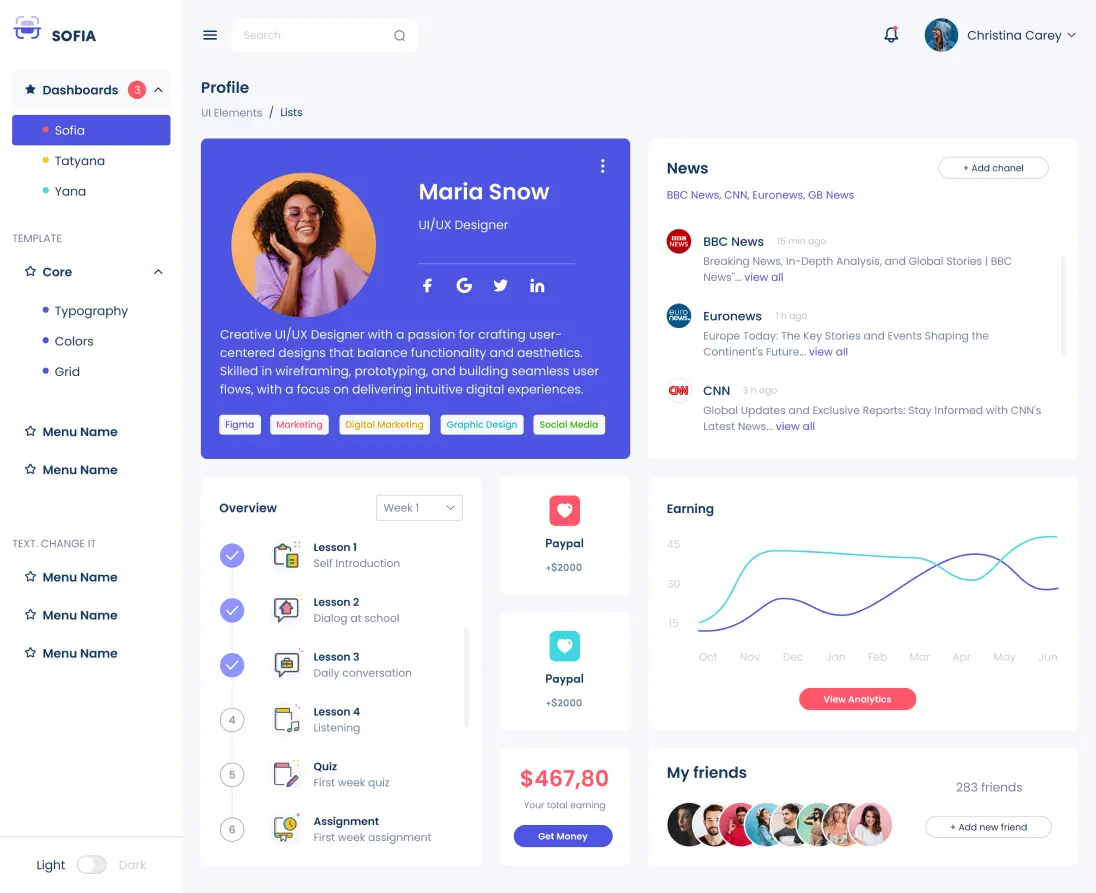 SOFIA
Search
Christina Carey
Dashboards 3
Sofia
Tatyana
Yana
TEMPLATE
Core
Typography
Colors
Grid
Menu Name
Menu Name
TEXT. CHANGE IT
Menu Name
Menu Name
Menu Name
Light Dark
Profile
UI Elements / Lists
Maria Snow
UI/UX Designer
Creative UI/UX Designer with a passion for crafting user-
centered designs that balance functionality and aesthetics.
Skilled in wireframing, prototyping, and building seamless user
flows, with a focus on delivering intuitive digital experiences.
Figma Marketing Digital Marketing Graphic Design Social Media
News
+ Add chanel
BBC News, CNN, Euronews, GB News
BBC NEWS
BBC News 15 min ago
Breaking News, In-Depth Analysis, and Global Stories | BBC
News"... view all
euro
news.
Euronews 1 h ago
Europe Today: The Key Stories and Events Shaping the
Continent's Future... view all
CNN
CNN 3 h ago
Global Updates and Exclusive Reports: Stay Informed with CNN's
Latest News... view all
Overview
Week 1
Lesson 1
Self Introduction
Lesson 2
Dialog at school
Lesson 3
Daily conversation
4
Lesson 4
Listening
5
Quiz
First week quiz
6
Assignment
First week assignment
Paypal
+$2000
Paypal
+$2000
$467,80
Your total earning
Get Money
Earning
45
30
15
Oct Nov Dec Jan Feb Mar Apr May Jun
View Analytics
My friends
283 friends
+ Add new friend